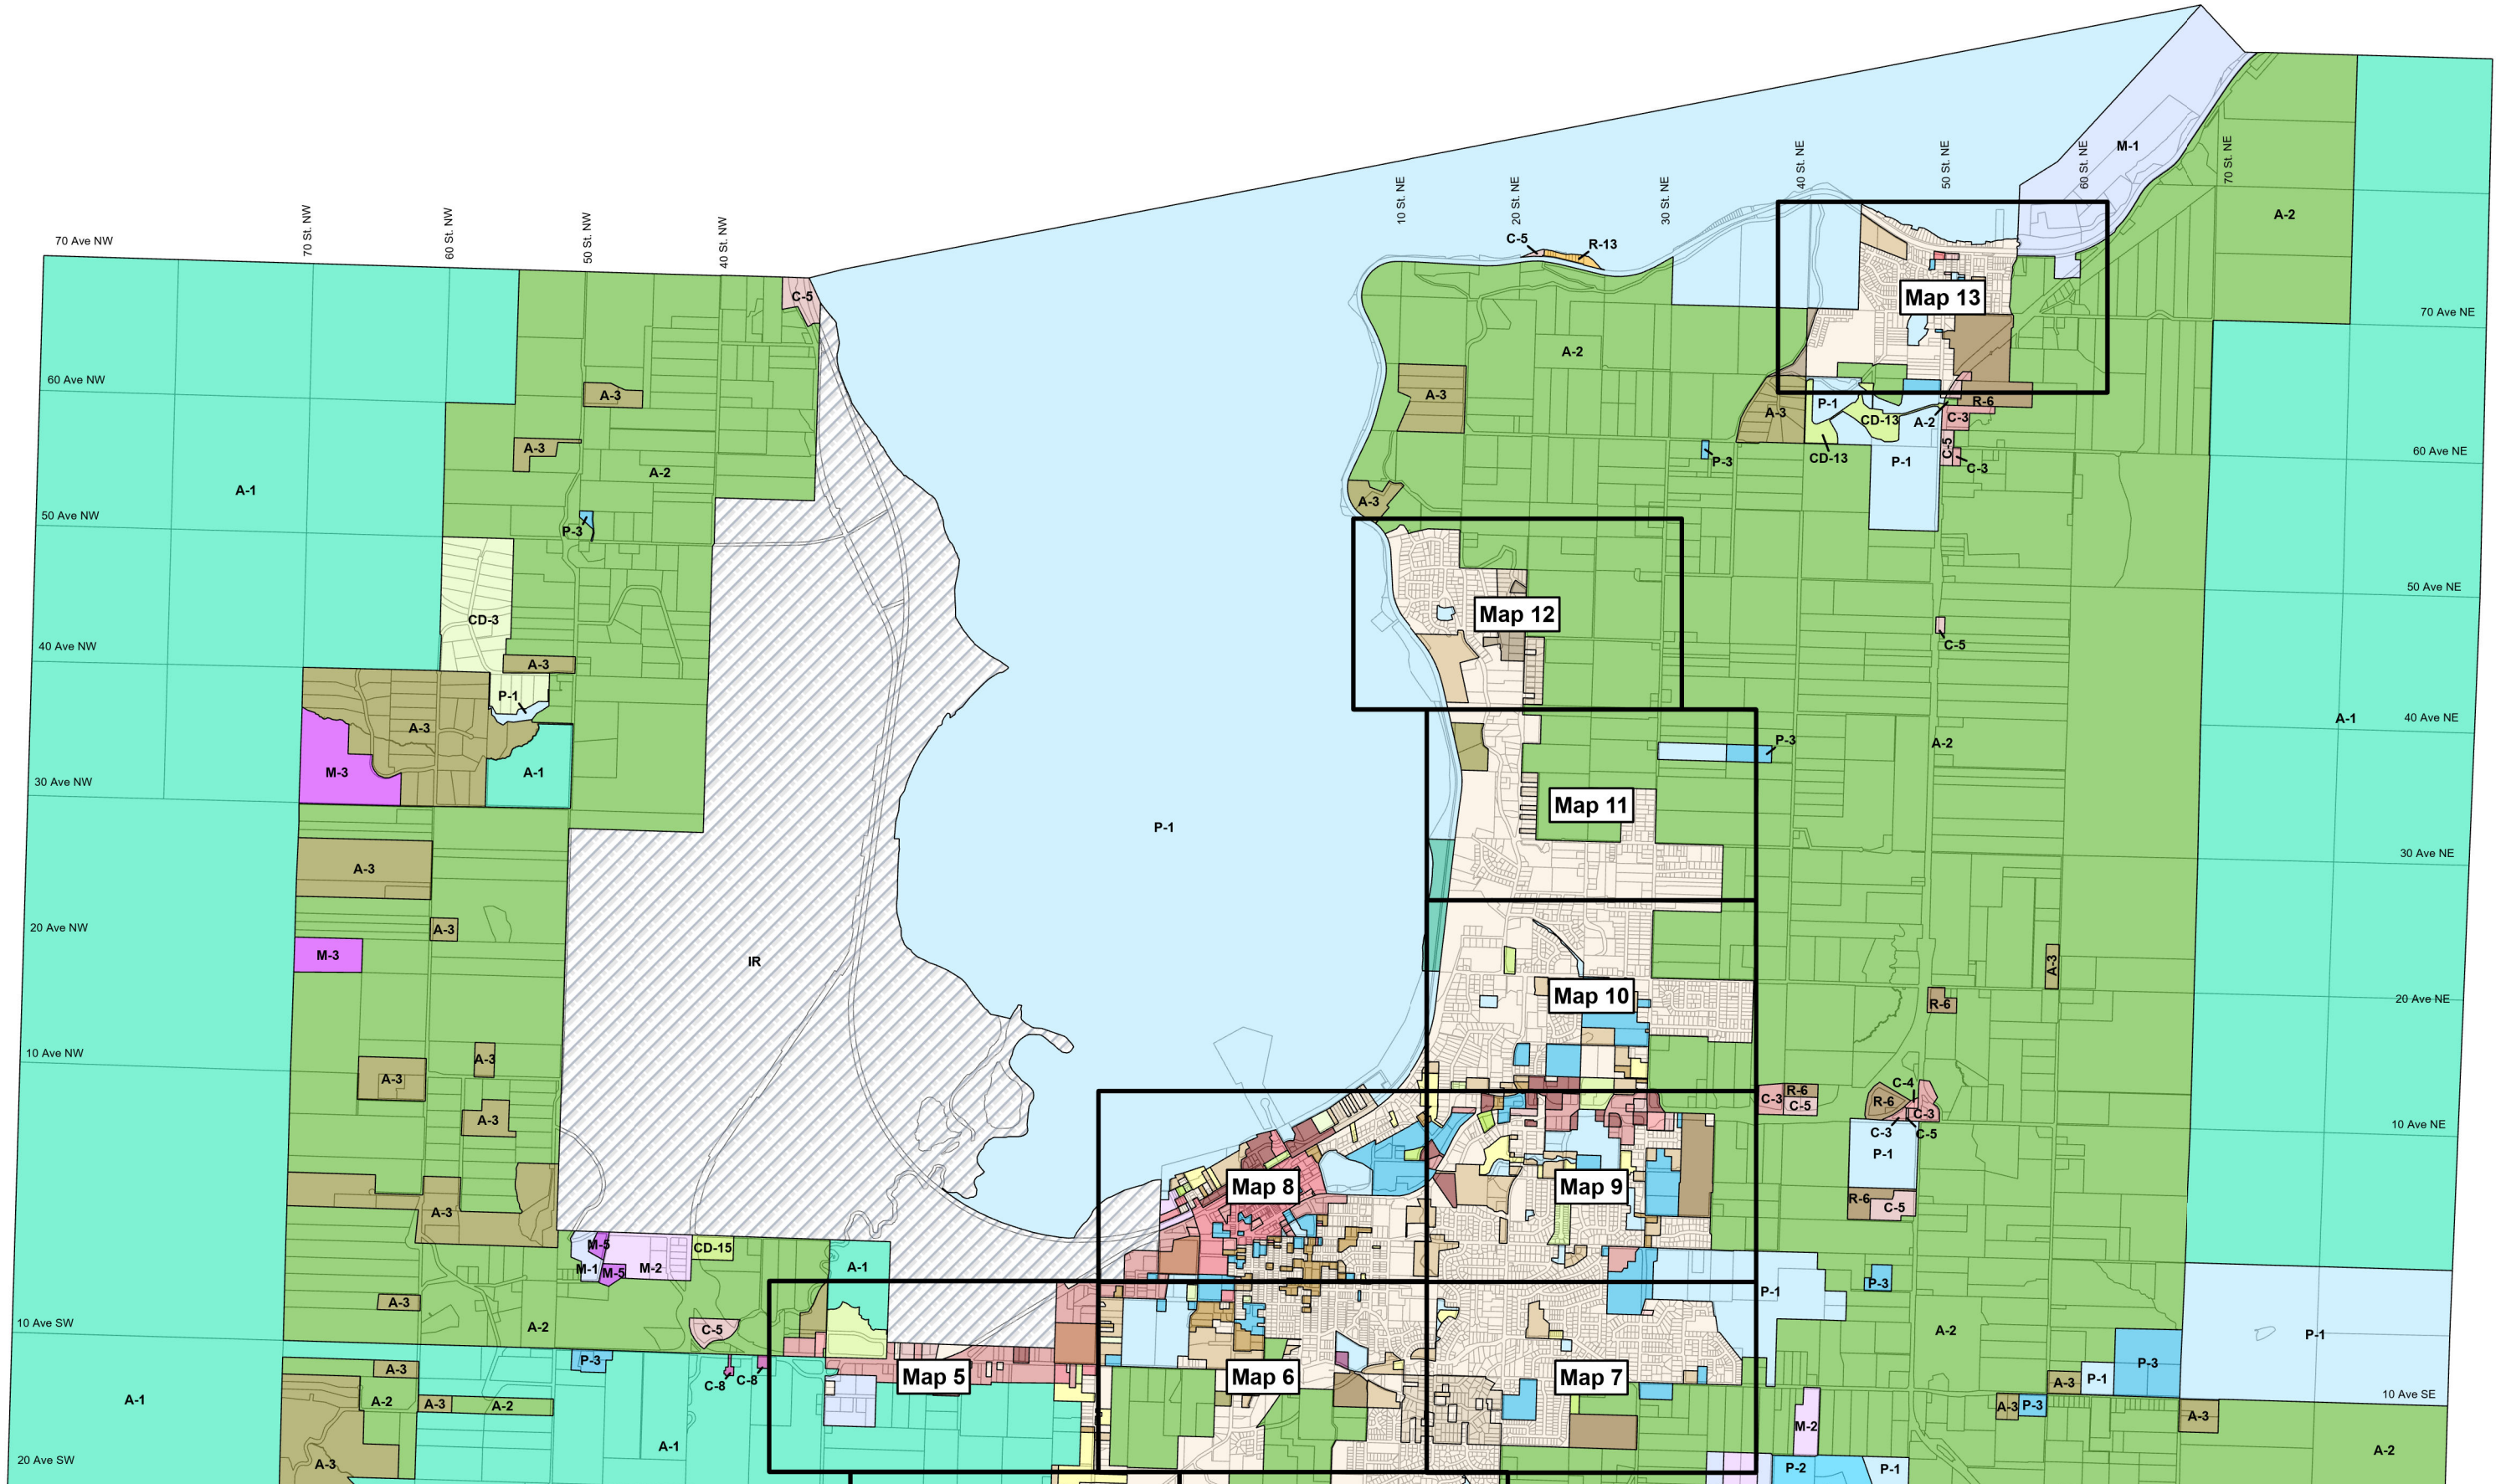 70 Ave NW
70 St. NW
60 St. NW
50 St. NW
40 St. NW
10 St. NE
20 St. NE
30 St. NE
40 St. NE
50 St. NE
60 St. NE
70 St. NE
M-1
A-2
C-5
R-13
C-5
Map 13
70 Ave NE
A-2
60 Ave NW
A-3
A-3
A-3
P-1
CD-13
A-2
R-6
C-3
C-5
C-3
CD-13
P-1
P-3
60 Ave NE
A-3
A-2
A-1
50 Ave NW
P-3
A-3
50 Ave NE
CD-3
Map 12
C-5
40 Ave NW
A-3
P-1
A-3
M-3
A-1
A-1
40 Ave NE
A-2
P-3
30 Ave NW
Map 11
P-1
30 Ave NE
A-3
20 Ave NW
A-3
M-3
IR
Map 10
A-3
R-6
20 Ave NE
10 Ave NW
A-3
A-3
A-3
C-3
R-6
C-5
R-6
C-4
C-3
C-3
C-5
10 Ave NE
P-1
Map 8
Map 9
R-6
C-5
A-3
M-5
M-1
M-5
M-2
CD-15
A-1
P-3
P-1
A-3
10 Ave SW
A-2
C-5
A-2
P-1
P-3
A-3
C-8
C-8
Map 5
Map 6
Map 7
A-3
P-1
P-3
10 Ave SE
A-1
A-2
A-3
A-2
A-3
P-3
A-3
M-2
A-1
A-2
20 Ave SW
A-3
P-2
P-1